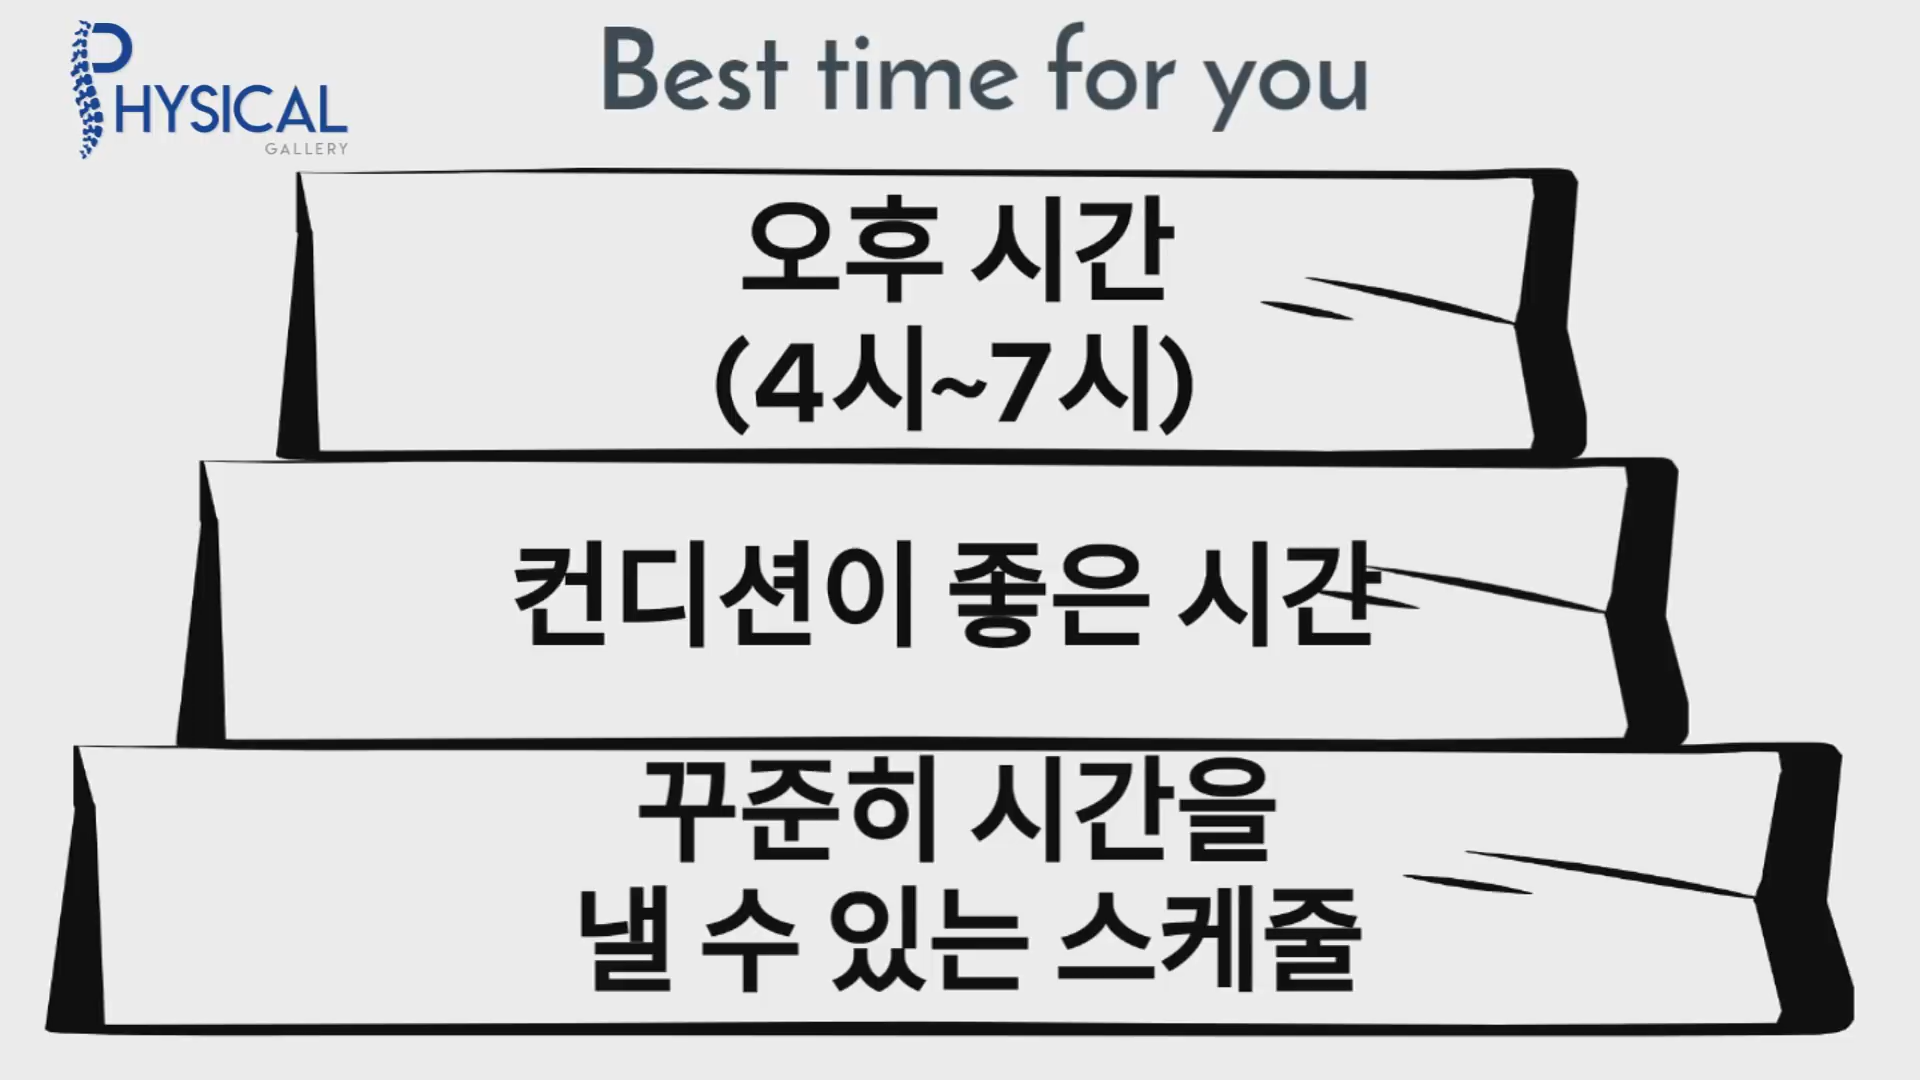 PHYSICAL
GALLERY
Best time for you
오후 시간
(4시~7시)
컨디션이 좋은 시간
꾸준히 시간을
낼 수 있는 스케줄